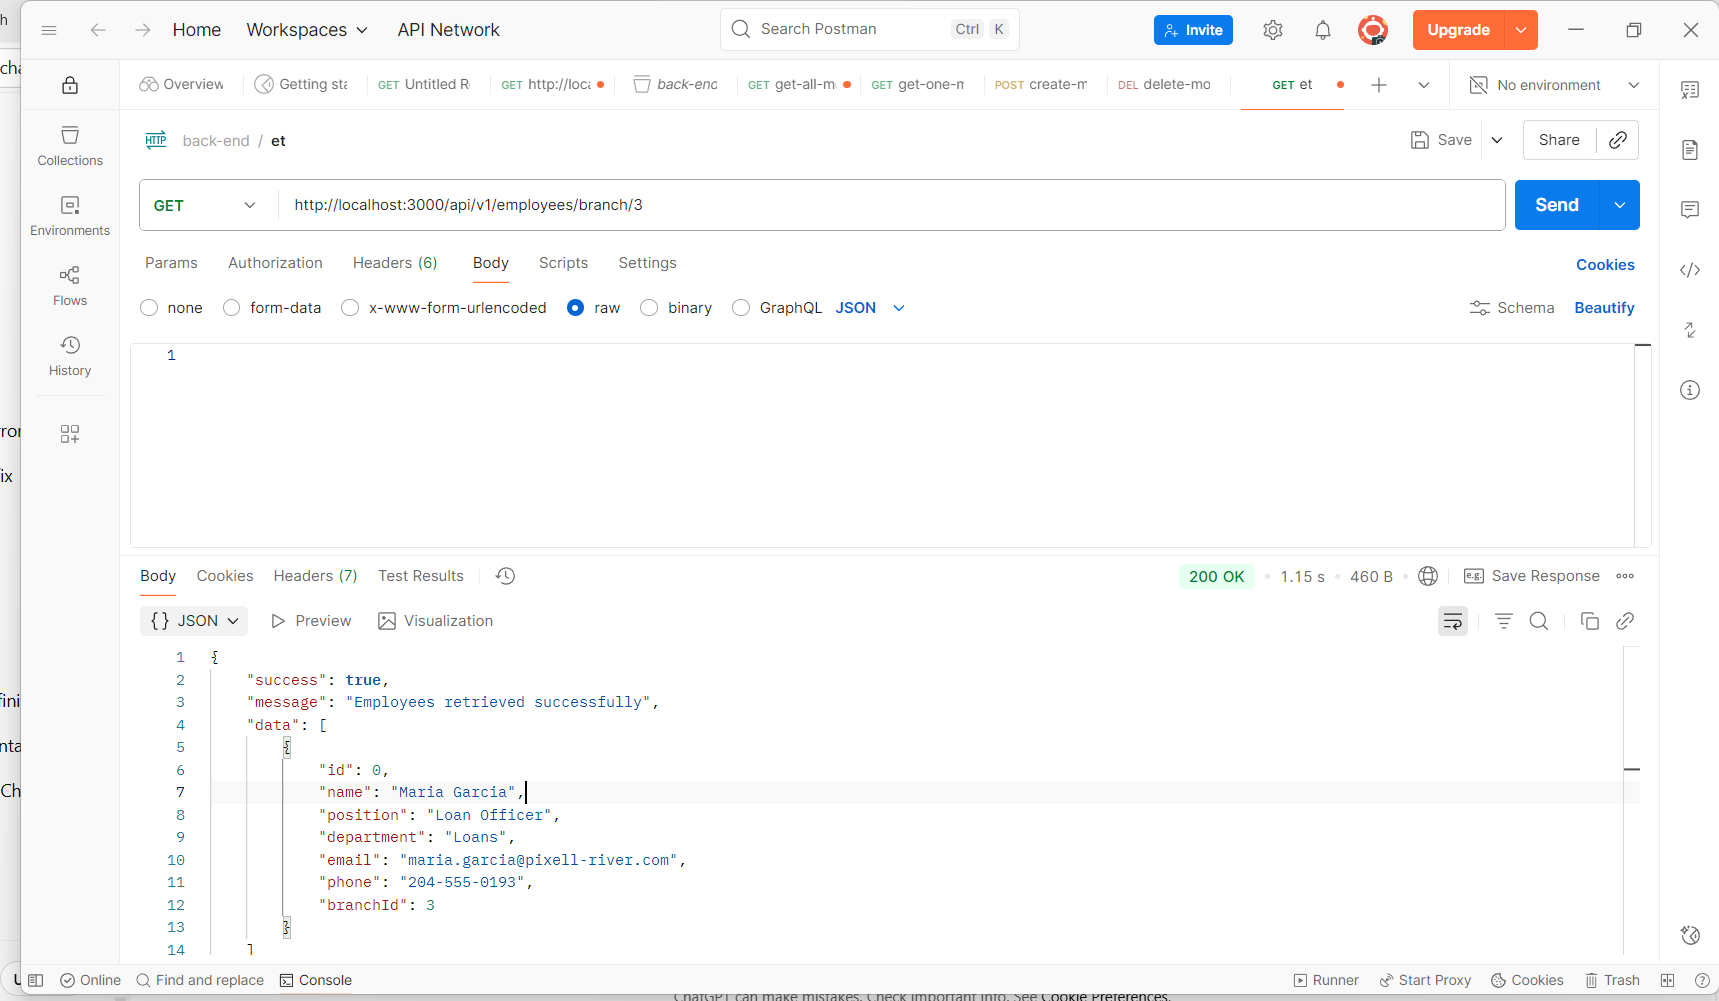 Home Workspaces API Network Search Postman Ctrl K Invite Upgrade
Overview Getting sta GET Untitled R GET http://loca back-end GET get-all-m GET get-one-m POST create-m DEL delete-mo GET et No environment
HTTP back-end / et Save Share
GET http://localhost:3000/api/v1/employees/branch/3 Send
Params Authorization Headers (6) Body Scripts Settings Cookies
none form-data x-www-form-urlencoded raw binary GraphQL JSON Schema Beautify
1
Collections
Environments
Flows
History
Body Cookies Headers (7) Test Results 200 OK 1.15 s 460 B e.g. Save Response
{} JSON Preview Visualization
1 {
2 "success": true,
3 "message": "Employees retrieved successfully",
4 "data": [
5 {
6 "id": 0,
7 "name": "Maria Garcia",
8 "position": "Loan Officer",
9 "department": "Loans",
10 "email": "maria.garcia@pixell-river.com",
11 "phone": "204-555-0193",
12 "branchId": 3
13 }
14 ]
Online Find and replace Console Runner Start Proxy Cookies Trash
ChatGPT can make mistakes. Check important info. See Cookie Preferences.